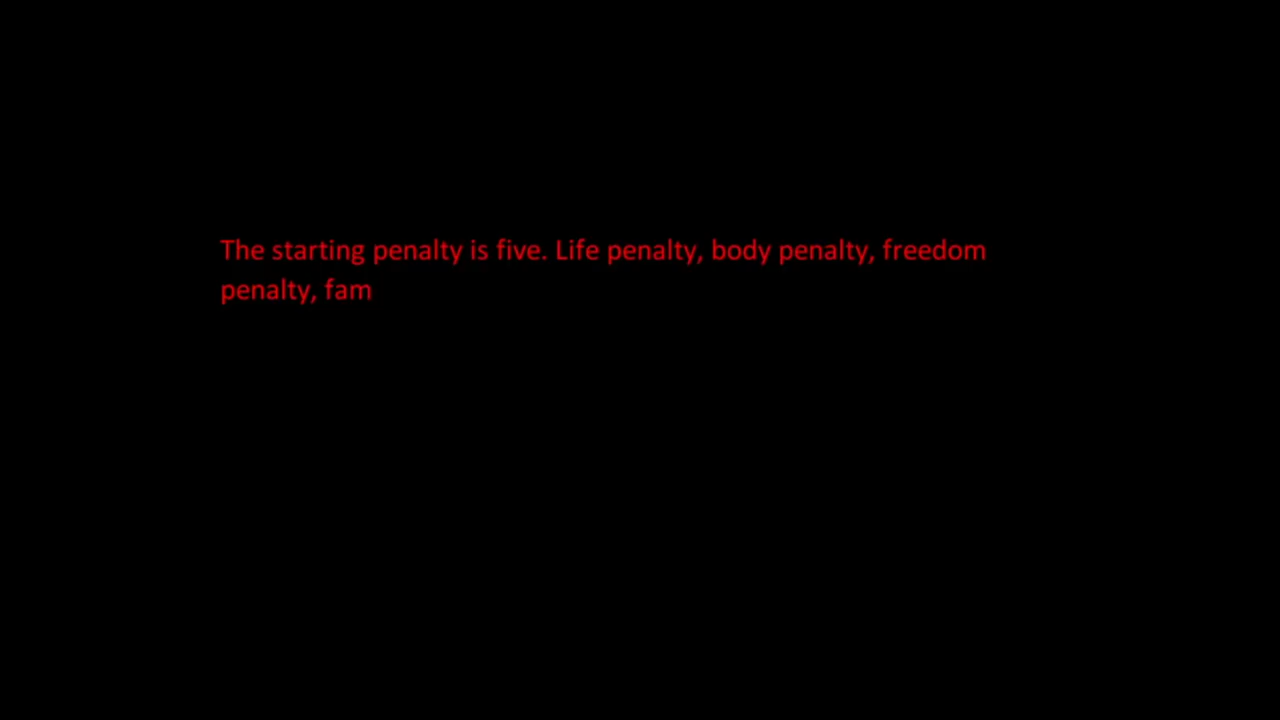 The starting penalty is five. Life penalty, body penalty, freedom
penalty, fam